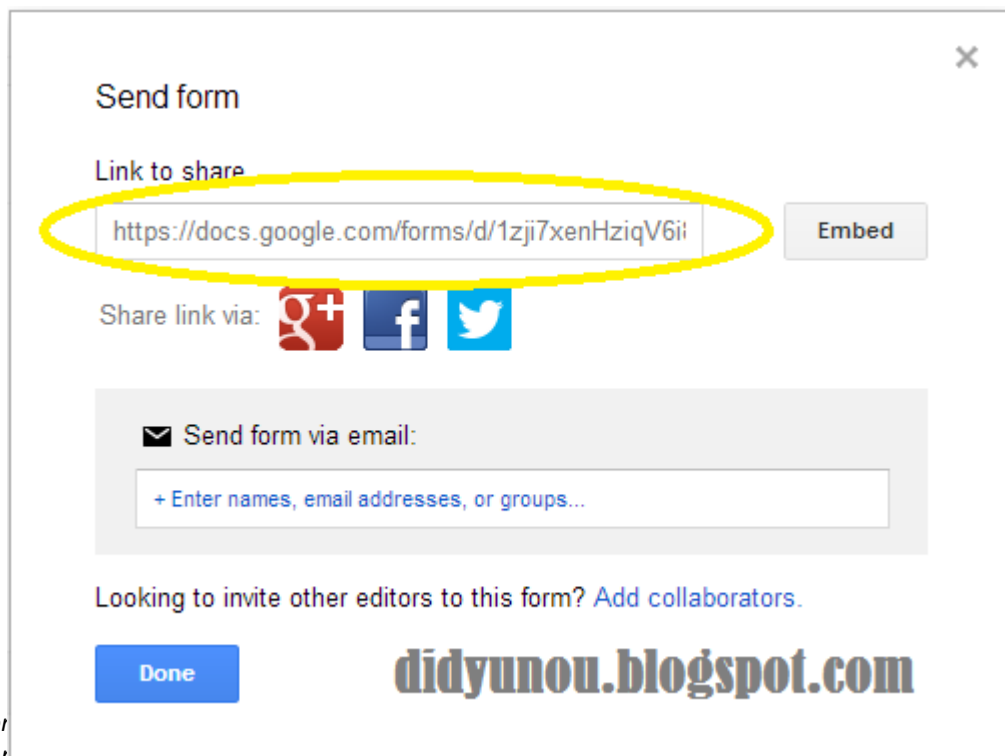 Send form
Link to share
https://docs.google.com/forms/d/1zji7xenHziqV6i
Embed
Share link via: g+ f
Send form via email:
+ Enter names, email addresses, or groups...
Looking to invite other editors to this form? Add collaborators.
Done
didyunou.blogspot.com